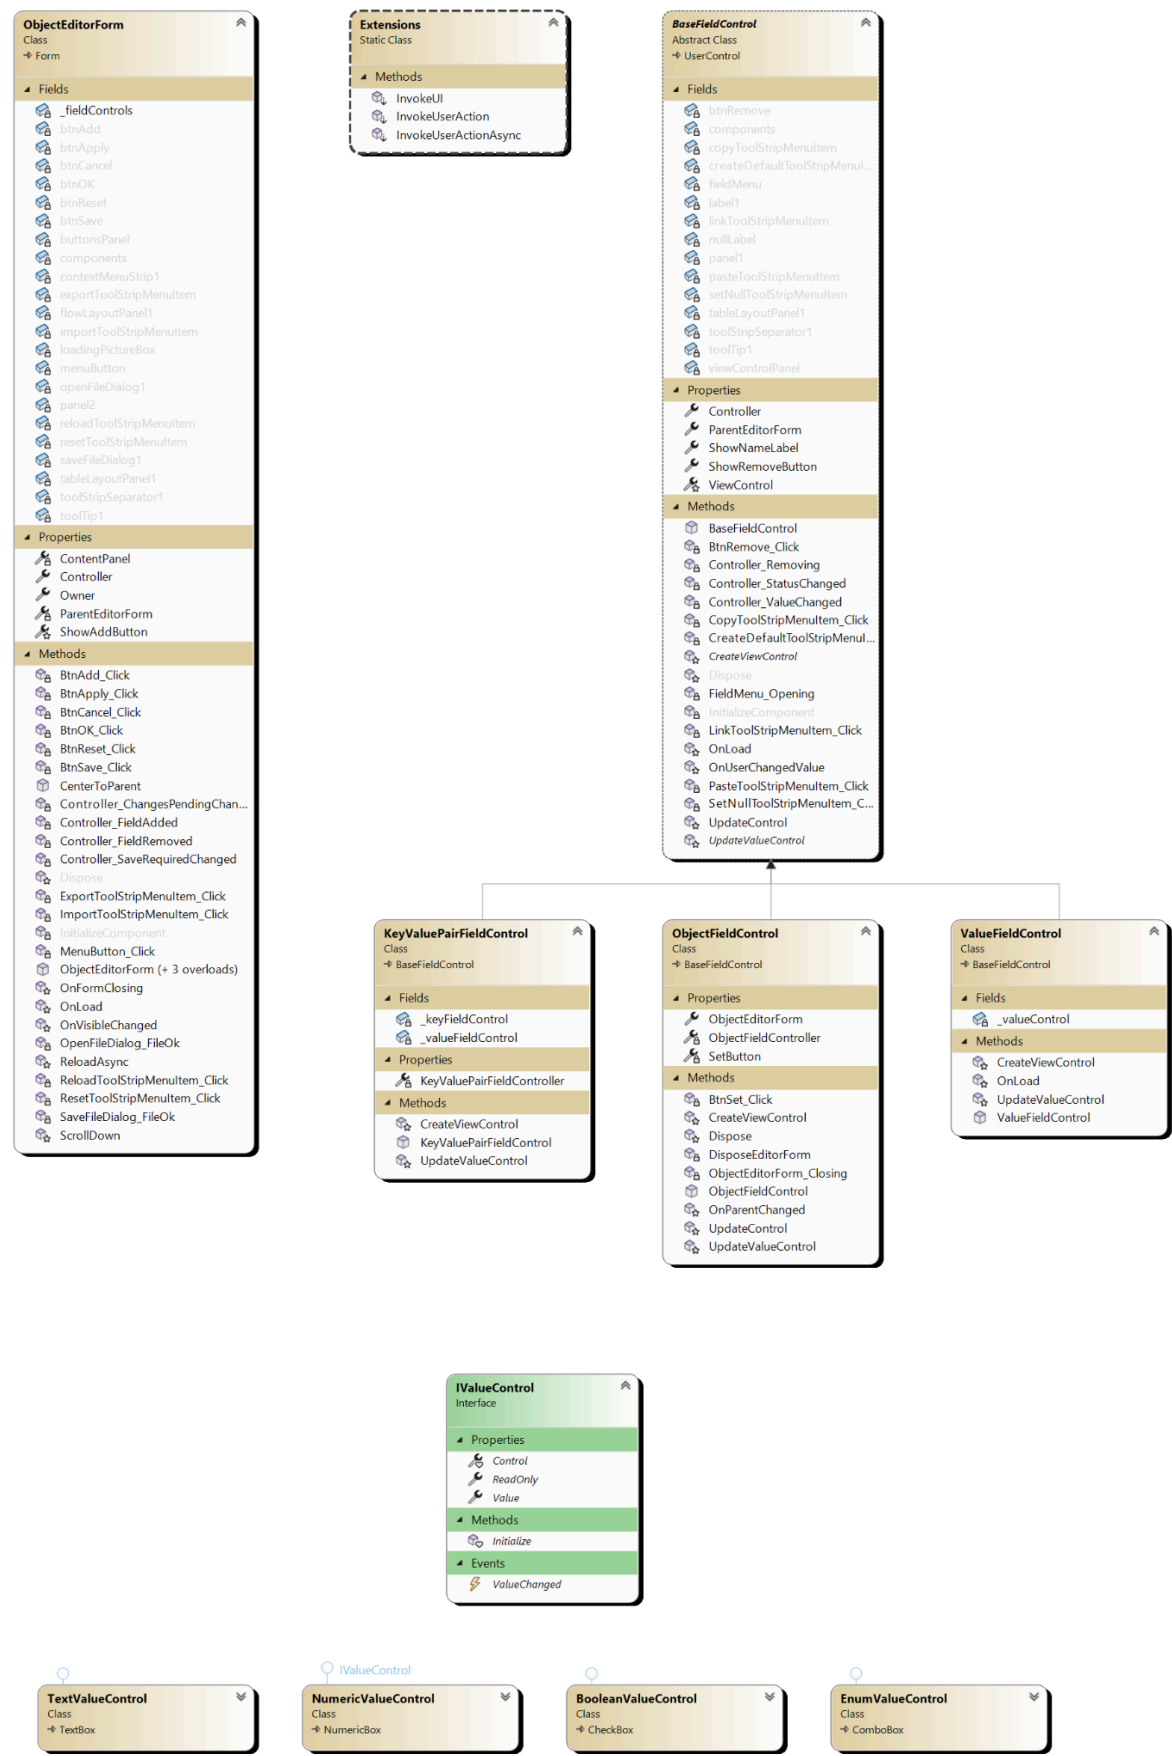 ObjectEditorForm
Class
Form
Fields
_fieldControls
btnAdd
btnApply
btnCancel
btnOK
btnReset
btnSave
buttonsPanel
components
contextMenuStrip1
exportToolStripMenuItem
flowLayoutPanel1
importToolStripMenuItem
loadingPictureBox
menuButton
openFileDialog1
panel2
reloadToolStripMenuItem
resetToolStripMenuItem
saveFileDialog1
tableLayoutPanel1
toolStripSeparator1
toolTip1
Properties
ContentPanel
Controller
Owner
ParentEditorForm
ShowAddButton
Methods
BtnAdd_Click
BtnApply_Click
BtnCancel_Click
BtnOK_Click
BtnReset_Click
BtnSave_Click
CenterToParent
Controller_ChangesPendingChan...
Controller_FieldAdded
Controller_FieldRemoved
Controller_SaveRequiredChanged
Dispose
ExportToolStripMenuItem_Click
ImportToolStripMenuItem_Click
InitializeComponent
MenuButton_Click
ObjectEditorForm (+ 3 overloads)
OnFormClosing
OnLoad
OnVisibleChanged
OpenFileDialog_FileOk
ReloadAsync
ReloadToolStripMenuItem_Click
ResetToolStripMenuItem_Click
SaveFileDialog_FileOk
ScrollDown
Extensions
Static Class
Methods
InvokeUI
InvokeUserAction
InvokeUserActionAsync
BaseFieldControl
Abstract Class
UserControl
Fields
btnRemove
components
copyToolStripMenuItem
createDefaultToolStripMenuI...
fieldMenu
label1
linkToolStripMenuItem
nullLabel
panel1
pasteToolStripMenuItem
setNullToolStripMenuItem
tableLayoutPanel1
toolStripSeparator1
toolTip1
viewControlPanel
Properties
Controller
ParentEditorForm
ShowNameLabel
ShowRemoveButton
ViewControl
Methods
BaseFieldControl
BtnRemove_Click
Controller_Removing
Controller_StatusChanged
Controller_ValueChanged
CopyToolStripMenuItem_Click
CreateDefaultToolStripMenuI...
CreateViewControl
Dispose
FieldMenu_Opening
InitializeComponent
LinkToolStripMenuItem_Click
OnLoad
OnUserChangedValue
PasteToolStripMenuItem_Click
SetNullToolStripMenuItem_C...
UpdateControl
UpdateValueControl
KeyValuePairFieldControl
Class
BaseFieldControl
Fields
_keyFieldControl
_valueFieldControl
Properties
KeyValuePairFieldController
Methods
CreateViewControl
KeyValuePairFieldControl
UpdateValueControl
ObjectFieldControl
Class
BaseFieldControl
Properties
ObjectEditorForm
ObjectFieldController
SetButton
Methods
BtnSet_Click
CreateViewControl
Dispose
DisposeEditorForm
ObjectEditorForm_Closing
ObjectFieldControl
OnParentChanged
UpdateControl
UpdateValueControl
ValueFieldControl
Class
BaseFieldControl
Fields
_valueControl
Methods
CreateViewControl
OnLoad
UpdateValueControl
ValueFieldControl
IValueControl
Interface
Properties
Control
ReadOnly
Value
Methods
Initialize
Events
ValueChanged
TextValueControl
Class
TextBox
IValueControl
NumericValueControl
Class
NumericBox
BooleanValueControl
Class
CheckBox
EnumValueControl
Class
ComboBox